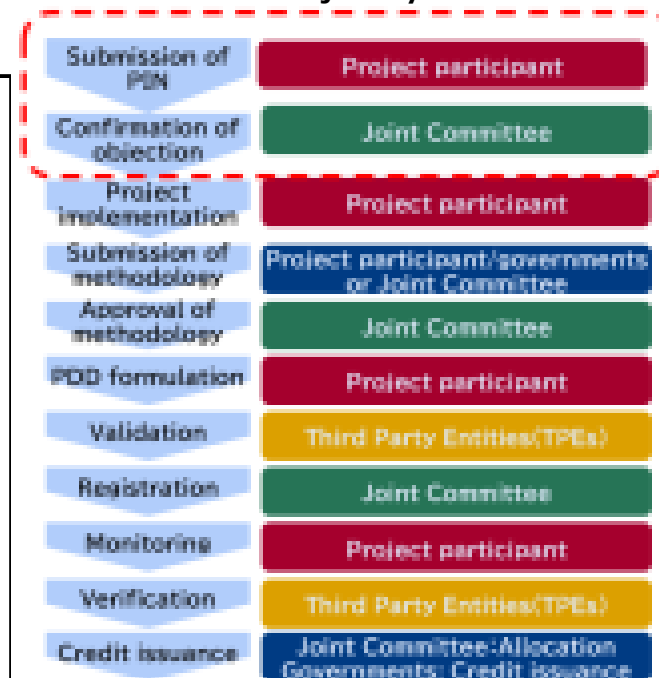 Submission of
PIN
Project participant
Confirmation of
objection
Joint Committee
Project
implementation
Project participant
Submission of
methodology
Project participant/governments
or Joint Committee
Approval of
methodology
Joint Committee
PDD formulation
Project participant
Validation
Third Party Entities(TPEs)
Registration
Joint Committee
Monitoring
Project participant
Verification
Third Party Entities(TPEs)
Credit issuance
Joint Committee:Allocation
Governments: Credit issuance